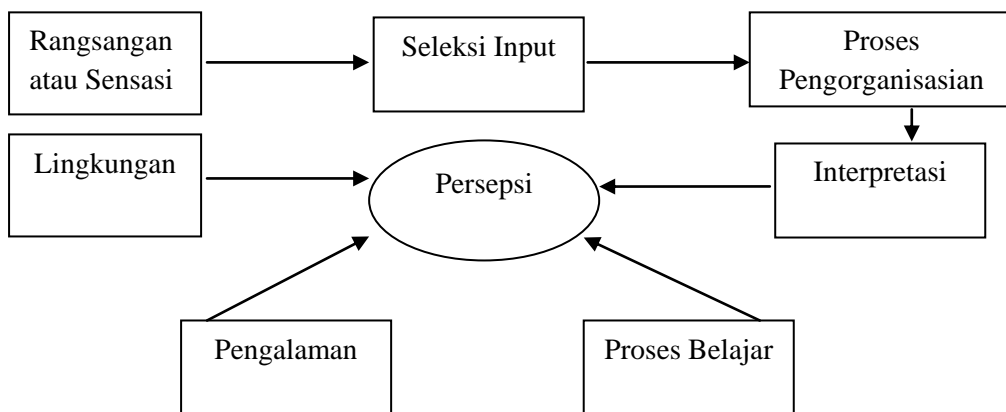 Rangsangan
atau Sensasi
Seleksi Input
Proses
Pengorganisasian
Lingkungan
Persepsi
Interpretasi
Pengalaman
Proses Belajar